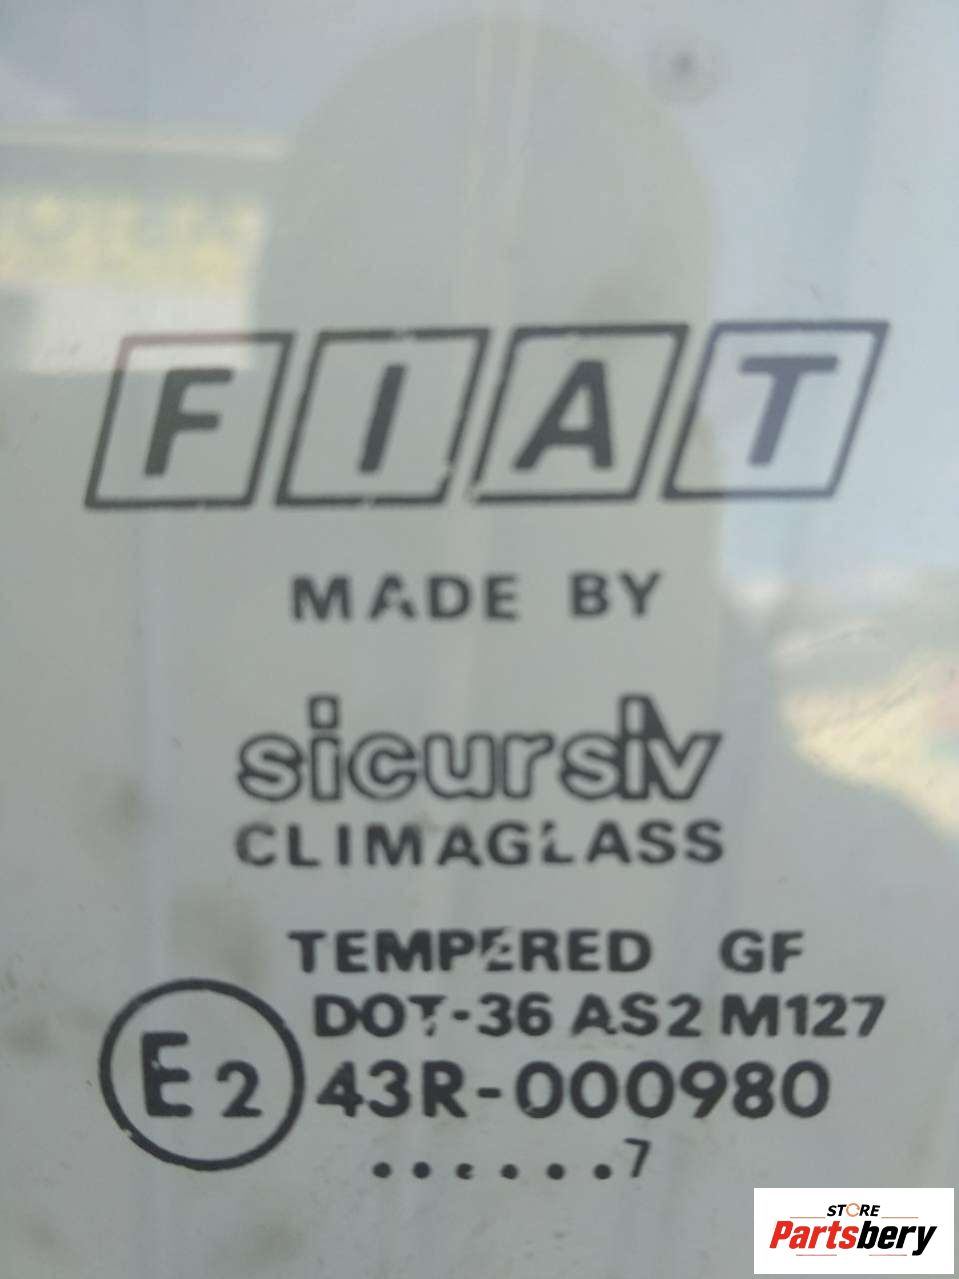 FIAT
MADE BY
sicursiv
CLIMAGLASS
TEMPERED GF
DOT-36 AS2 M127
E2 43R-000980
......7
STORE
Partsbery